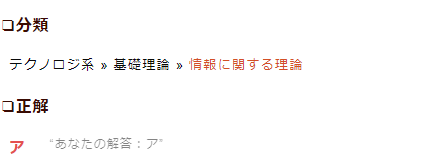 ❏分類
テクノロジ系 » 基礎理論 » 情報に関する理論
❏正解
ア “あなたの解答：ア”